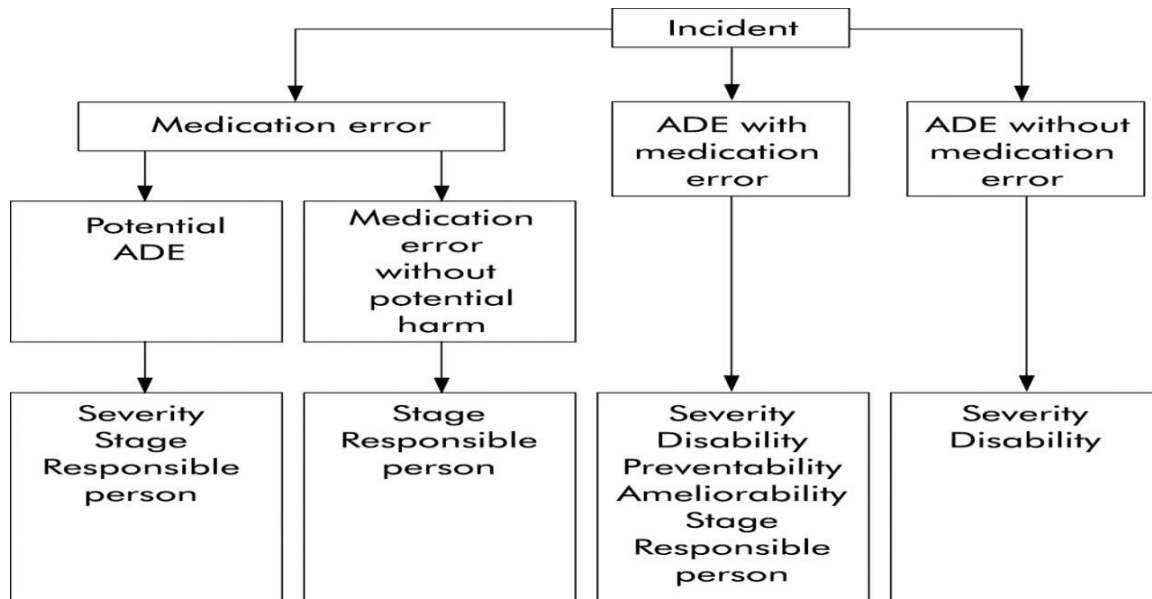 Incident
Medication error
ADE with
medication
error
ADE without
medication
error
Potential
ADE
Medication
error
without
potential
harm
Severity
Stage
Responsible
person
Stage
Responsible
person
Severity
Disability
Preventability
Ameliorability
Stage
Responsible
person
Severity
Disability